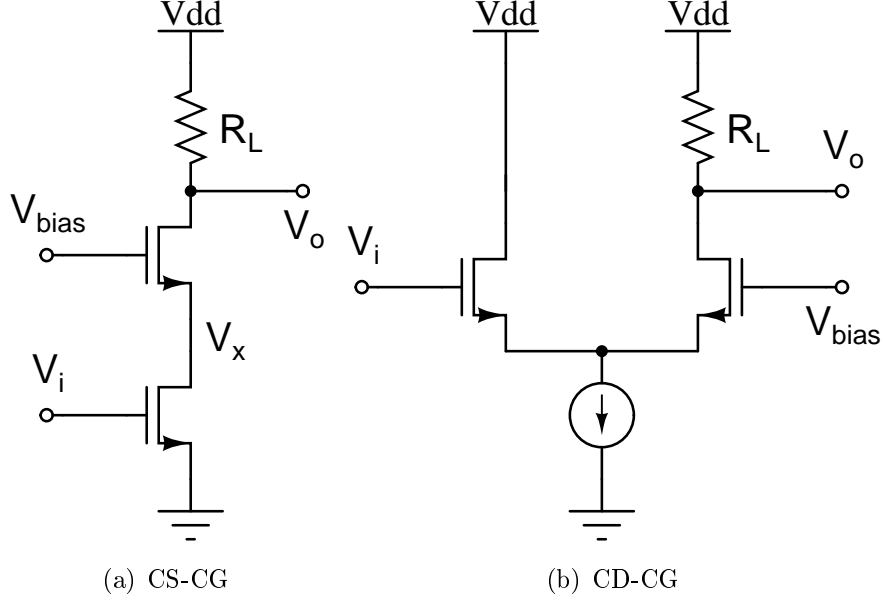 Vdd
R_L
V_bias
V_o
V_x
V_i
(a) CS-CG
Vdd
Vdd
R_L
V_o
V_i
V_bias
(b) CD-CG